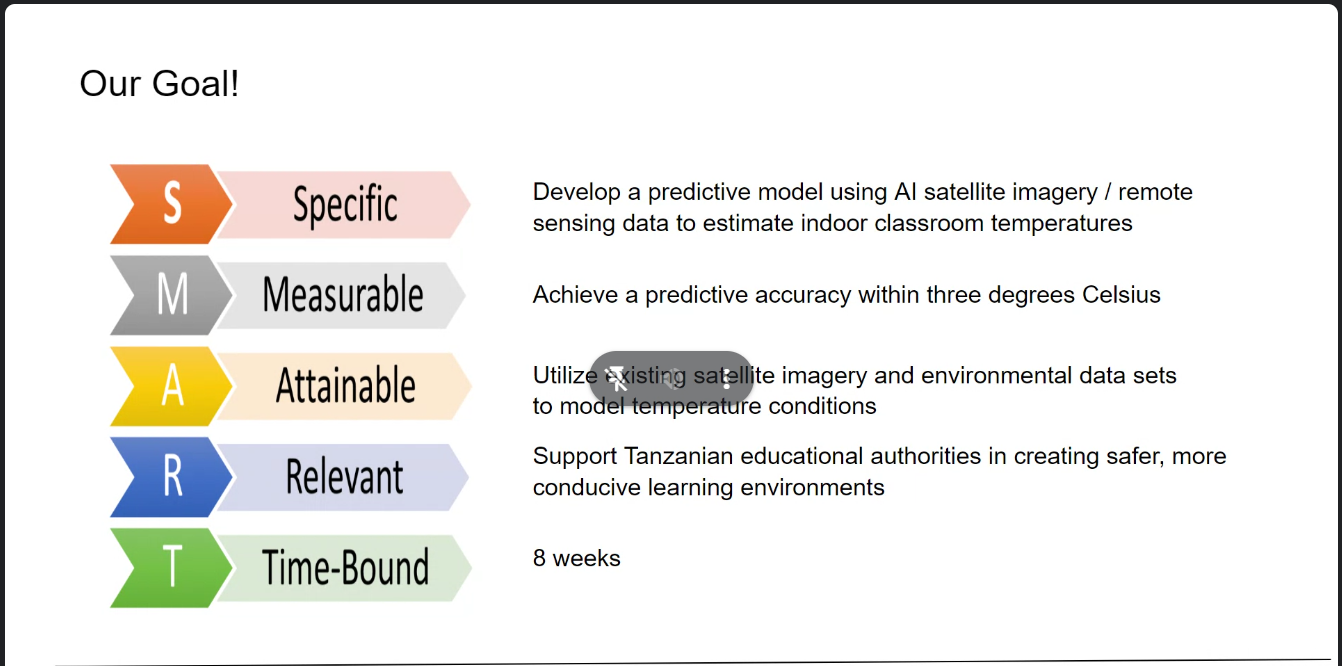 Our Goal!
S Specific
Develop a predictive model using AI satellite imagery / remote
sensing data to estimate indoor classroom temperatures
M Measurable
Achieve a predictive accuracy within three degrees Celsius
A Attainable
Utilize existing satellite imagery and environmental data sets
to model temperature conditions
R Relevant
Support Tanzanian educational authorities in creating safer, more
conducive learning environments
T Time-Bound
8 weeks